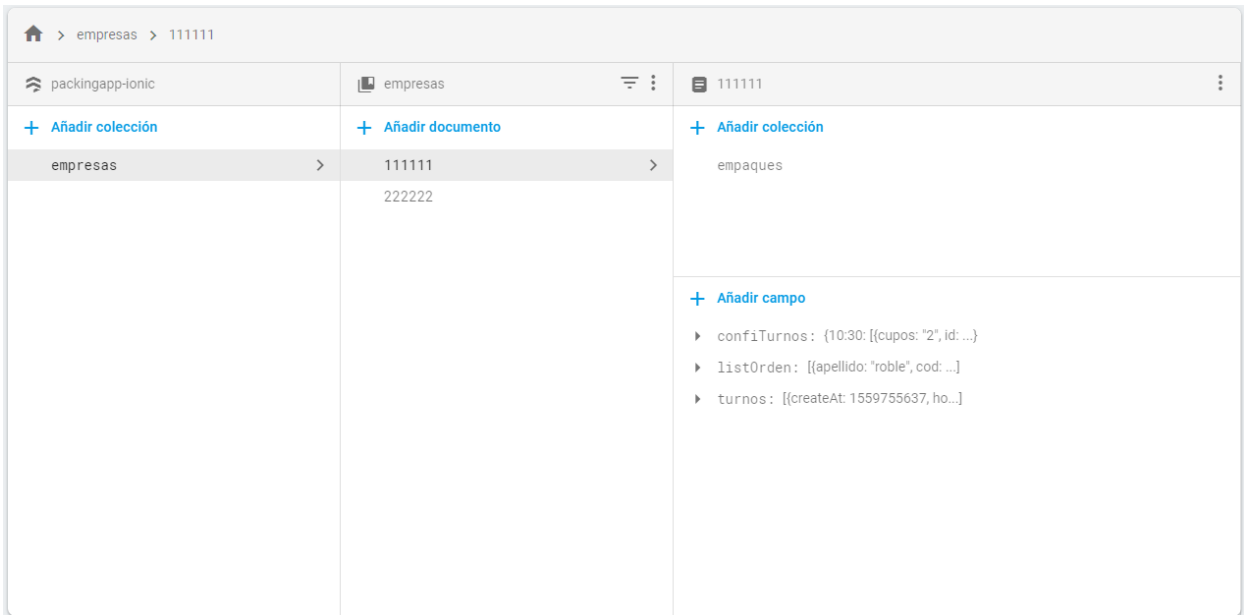 empresas > 111111
packingapp-ionic
+ Añadir colección
empresas >
empresas
+ Añadir documento
111111 >
222222
111111
+ Añadir colección
empaques
+ Añadir campo
confiTurnos: {10:30: [{cupos: "2", id: ...}
listOrden: [{apellido: "roble", cod: ...]
turnos: [{createAt: 1559755637, ho...]